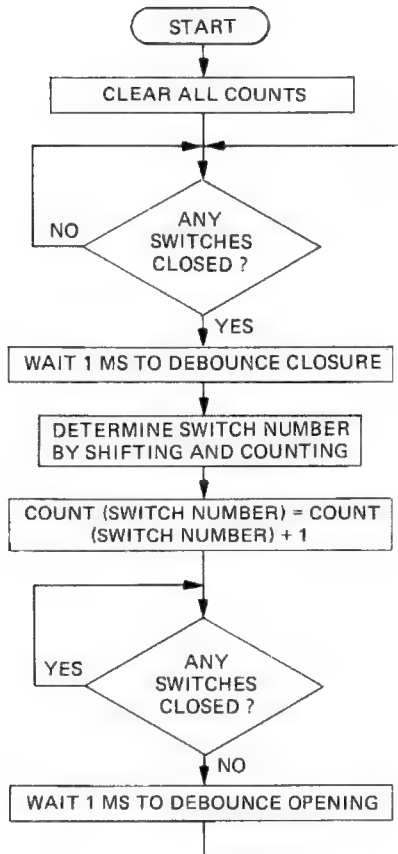 START
CLEAR ALL COUNTS
NO
ANY
SWITCHES
CLOSED ?
YES
WAIT 1 MS TO DEBOUNCE CLOSURE
DETERMINE SWITCH NUMBER
BY SHIFTING AND COUNTING
COUNT (SWITCH NUMBER) = COUNT
(SWITCH NUMBER) + 1
YES
ANY
SWITCHES
CLOSED ?
NO
WAIT 1 MS TO DEBOUNCE OPENING